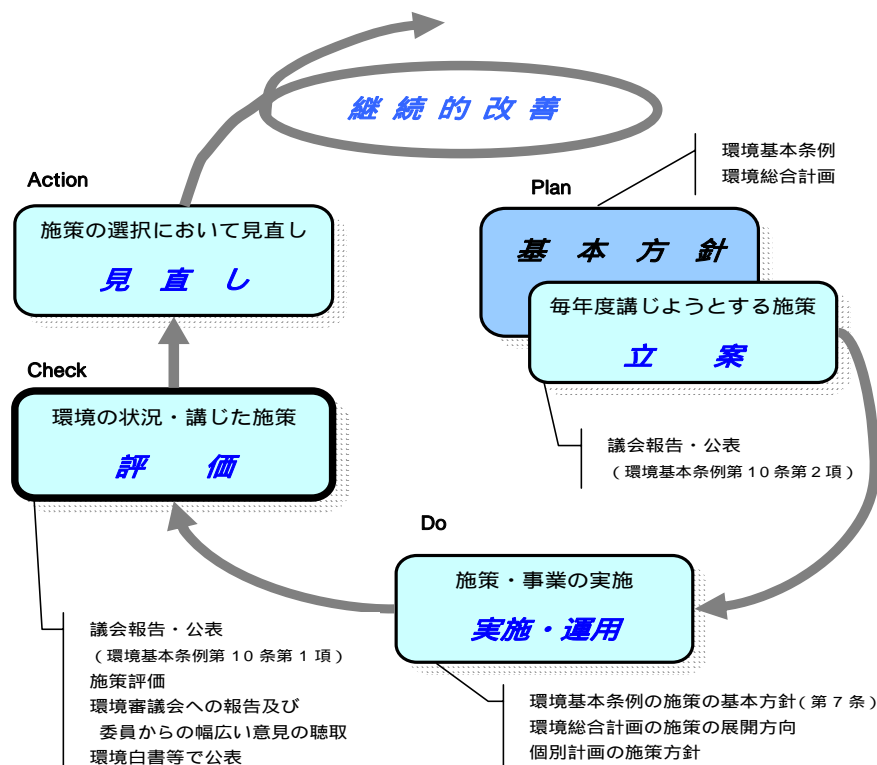 継続的改善
環境基本条例
環境総合計画
Plan
基本方針
毎年度講じようとする施策
立案
議会報告・公表
（環境基本条例第１０条第２項）
Do
施策・事業の実施
実施・運用
環境基本条例の施策の基本方針（第７条）
環境総合計画の施策の展開方向
個別計画の施策方針
Check
環境の状況・講じた施策
評価
議会報告・公表
（環境基本条例第１０条第１項）
施策評価
環境審議会への報告及び
委員からの幅広い意見の聴取
環境白書等で公表
Action
施策の選択において見直し
見直し